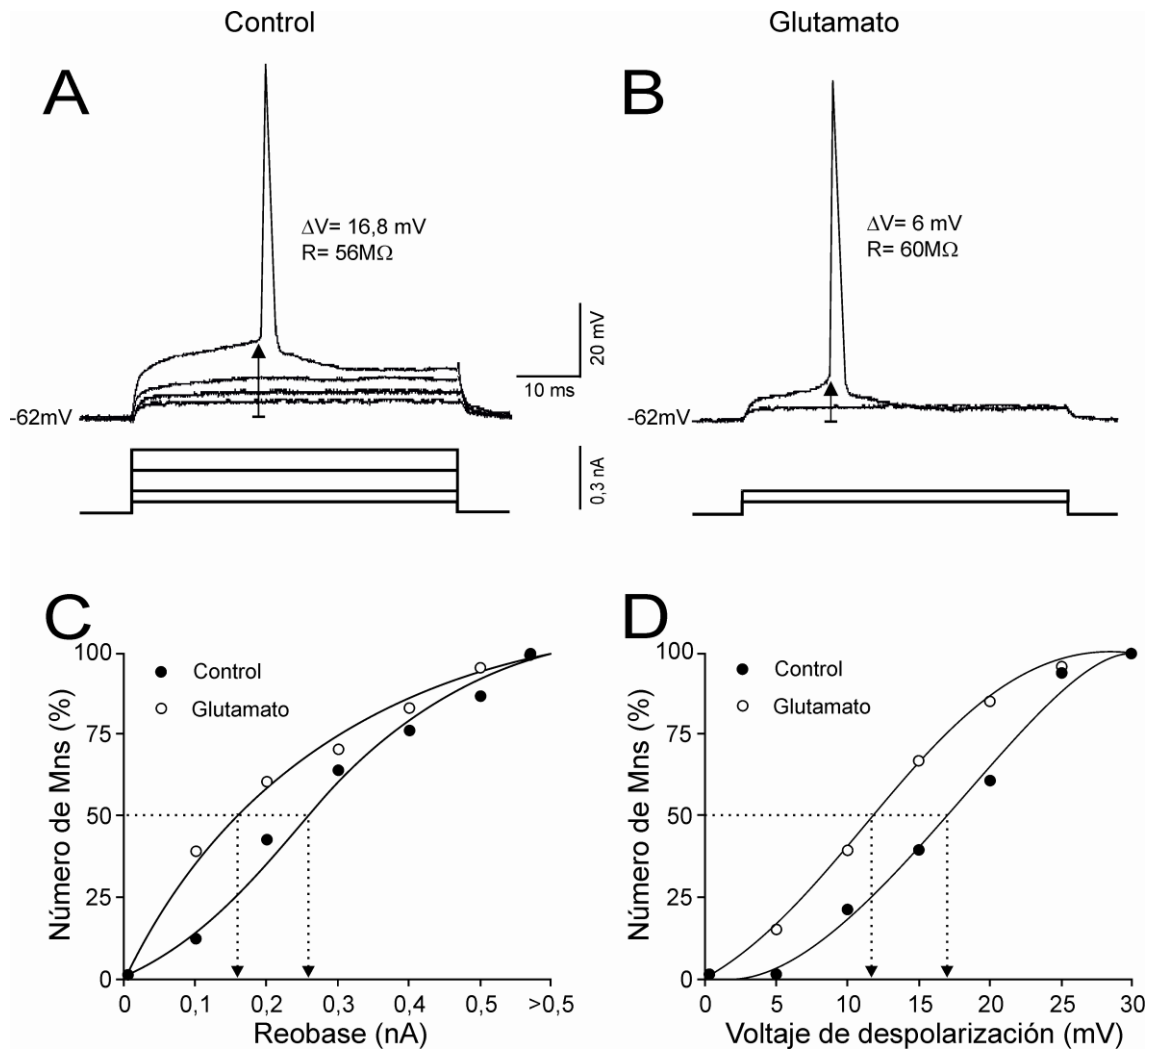 Control
Glutamato
A
B
ΔV= 16,8 mV
R= 56MΩ
ΔV= 6 mV
R= 60MΩ
20 mV
10 ms
-62mV
-62mV
0,3 nA
C
D
100
75
50
25
0
Número de Mns (%)
Control
Glutamato
0 0,1 0,2 0,3 0,4 0,5 >0,5
Reobase (nA)
100
75
50
25
0
Número de Mns (%)
Control
Glutamato
0 5 10 15 20 25 30
Voltaje de despolarización (mV)